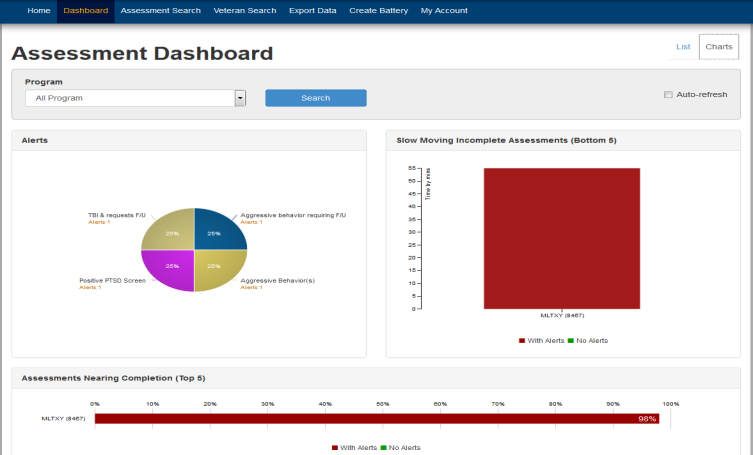 Home Dashboard Assessment Search Veteran Search Export Data Create Battery My Account
Assessment Dashboard
List Charts
Program
All Program
Search
Auto-refresh
Alerts
TBI & requests F/U
Alerts:1
Aggressive behavior requiring F/U
Alerts:1
25% 25%
25% 25%
Positive PTSD Screen
Alerts:1
Aggressive Behavior(s)
Alerts:1
Slow Moving Incomplete Assessments (Bottom 5)
Time by mins
55
50
45
40
35
30
25
20
15
10
5
0
MLTXY (8467)
With Alerts No Alerts
Assessments Nearing Completion (Top 5)
0% 10% 20% 30% 40% 50% 60% 70% 80% 90% 100%
MLTXY (8467) 98%
With Alerts No Alerts